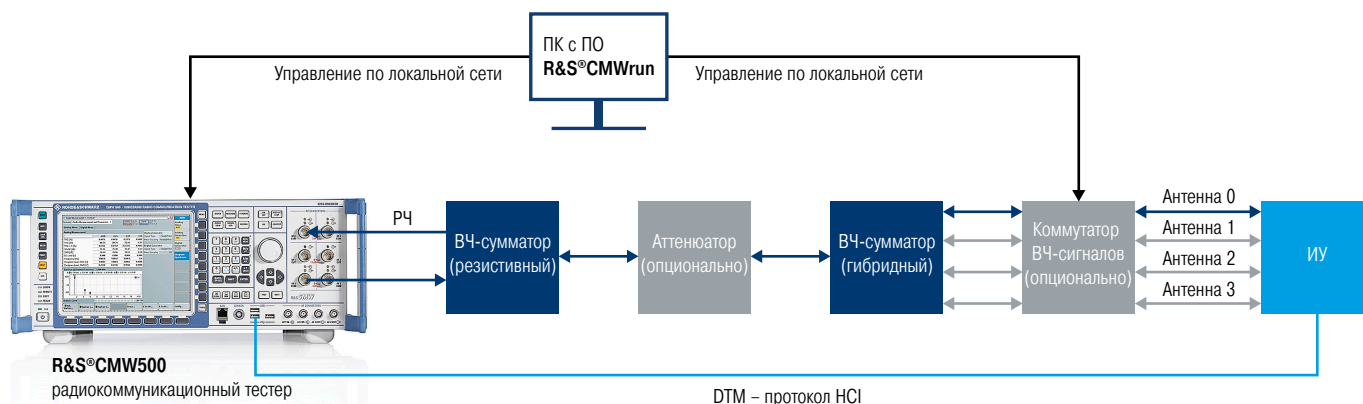 ПК с ПО
R&S®CMWrun
Управление по локальной сети
Управление по локальной сети
РЧ
ВЧ-сумматор
(резистивный)
Аттенюатор
(опционально)
ВЧ-сумматор
(гибридный)
Коммутатор
ВЧ-сигналов
(опционально)
Антенна 0
Антенна 1
Антенна 2
Антенна 3
ИУ
R&S®CMW500
радиокоммуникационный тестер
DTM – протокол HCI